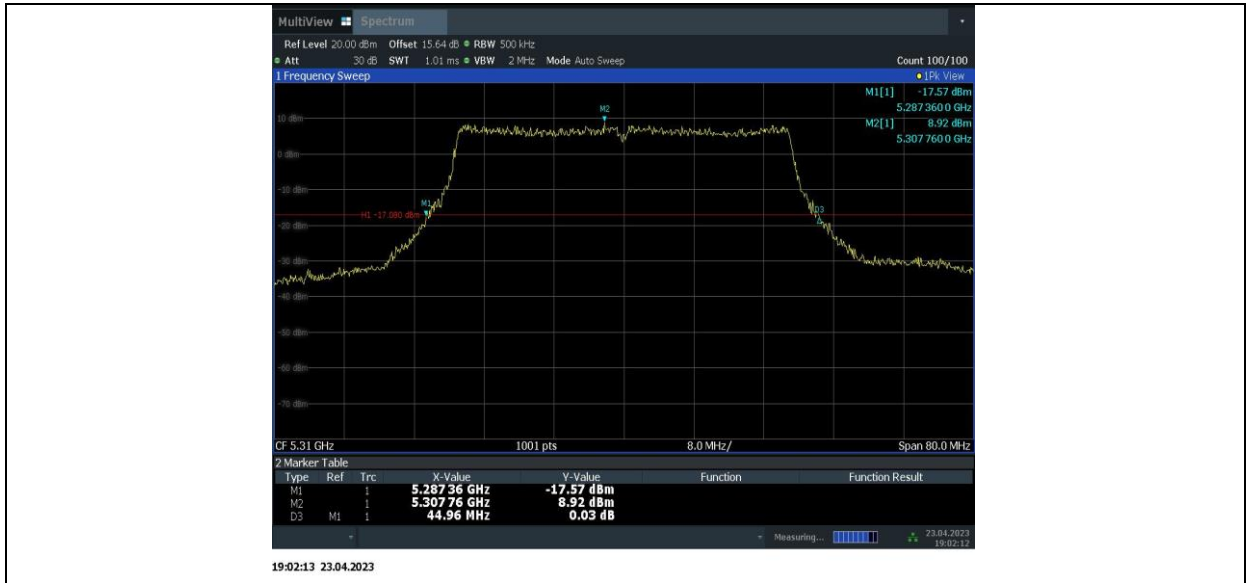 MultiView Spectrum
Ref Level 20.00 dBm Offset 15.64 dB RBW 500 kHz
Att 30 dB SWT 1.01 ms VBW 2 MHz Mode Auto Sweep Count 100/100
1 Frequency Sweep 1Pk View
M1[1] -17.57 dBm
5.287 360 0 GHz
M2[1] 8.92 dBm
5.307 760 0 GHz
M2
10 dBm
0 dBm
-10 dBm
M1
H1 -17.080 dBm
D3
-20 dBm
-30 dBm
-40 dBm
-50 dBm
-60 dBm
-70 dBm
CF 5.31 GHz 1001 pts 8.0 MHz/ Span 80.0 MHz
2 Marker Table
Type Ref Trc X-Value Y-Value Function Function Result
M1 1 5.287 36 GHz -17.57 dBm
M2 1 5.307 76 GHz 8.92 dBm
D3 M1 1 44.96 MHz 0.03 dB
Measuring... 23.04.2023
19:02:12
19:02:13 23.04.2023